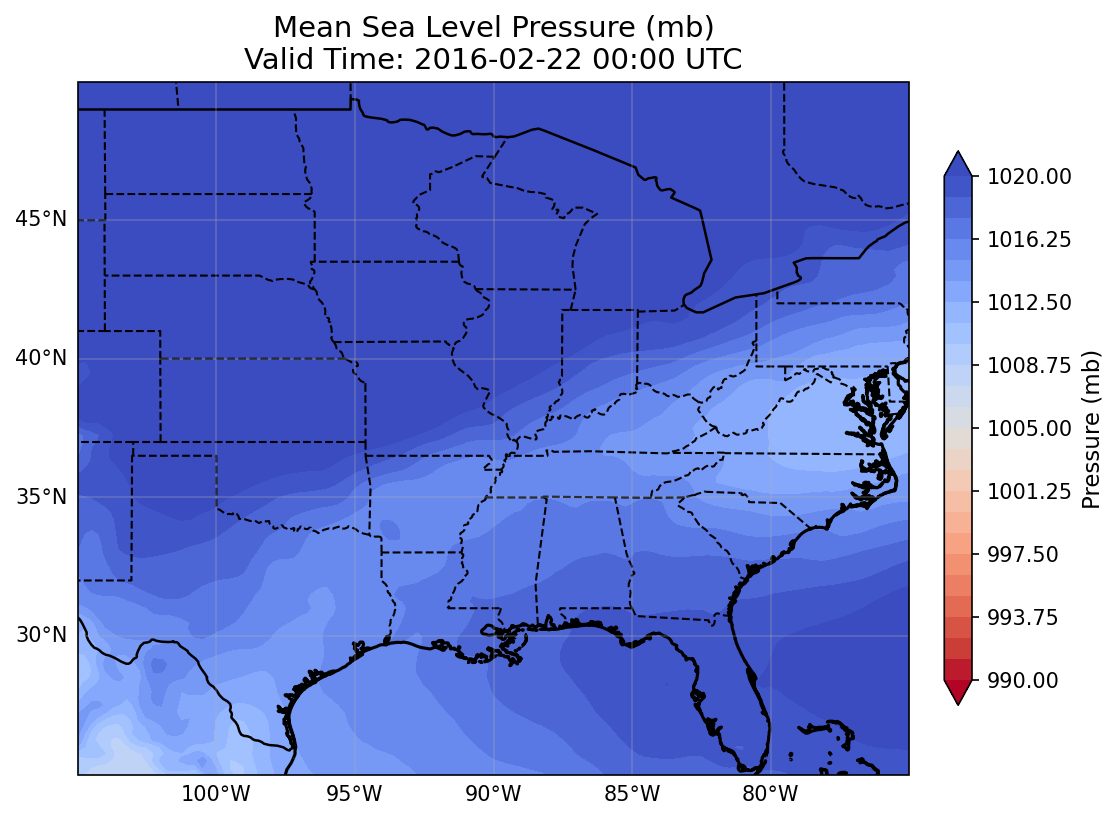 Mean Sea Level Pressure (mb)
Valid Time: 2016-02-22 00:00 UTC
45°N
40°N
35°N
30°N
100°W
95°W
90°W
85°W
80°W
1020.00
1016.25
1012.50
1008.75
1005.00
1001.25
997.50
993.75
990.00
Pressure (mb)